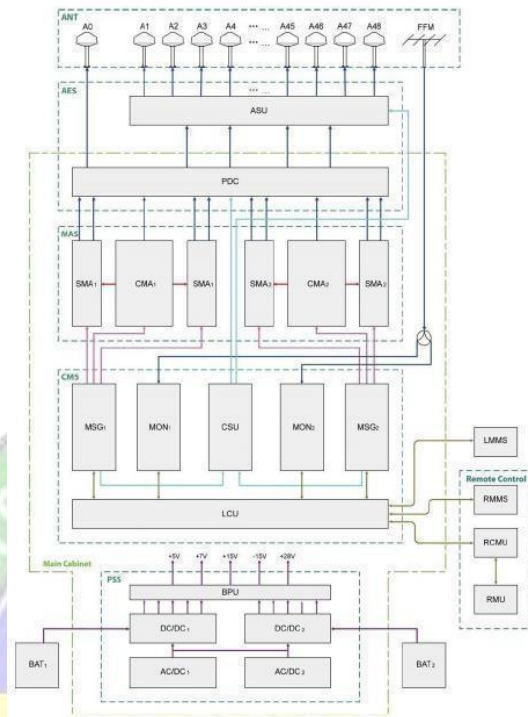 ANT
A0 A1 A2 A3 A4 ... ... A45 A46 A47 A48 FFM
AES
... ...
ASU
PDC
MAS
SMA₁ CMA₁ SMA₁ SMA₂ CMA₂ SMA₂
CMS
MSG₁ MON₁ CSU MON₂ MSG₂
LMMS
Remote Control
LCU
RMMS
RCMU
Main Cabinet
PSS
+5V +7V +15V -15V +28V
BPU
RMU
DC/DC₁ DC/DC₂
BAT₁ AC/DC₁ AC/DC₂ BAT₂